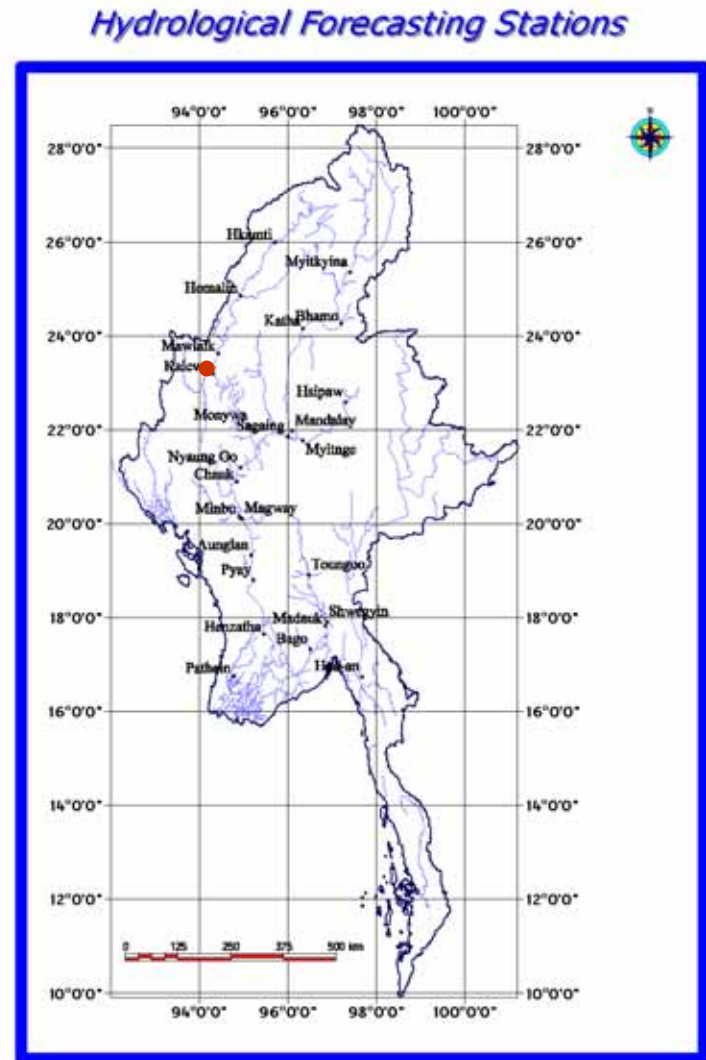 Hydrological Forecasting Stations
94°0'0" 96°0'0" 98°0'0" 100°0'0"
28°0'0" 28°0'0"
26°0'0" Hkamti 26°0'0"
Myitkyina
Homalin
Katha Bhamo
24°0'0" 24°0'0"
Mawlaik
Hsipaw
Monywa Mandalay
Sagaing
22°0'0" 22°0'0"
Myitnge
Nyaung Oo
Chauk
Minbu Magway
20°0'0" 20°0'0"
Aunglan
Pyay Toungoo
18°0'0" Madauk Shwegyin 18°0'0"
Henzatha
Bago
Pathein
16°0'0" 16°0'0"
14°0'0" 14°0'0"
12°0'0" 12°0'0"
0 125 250 375 500 km
10°0'0" 10°0'0"
94°0'0" 96°0'0" 98°0'0" 100°0'0"